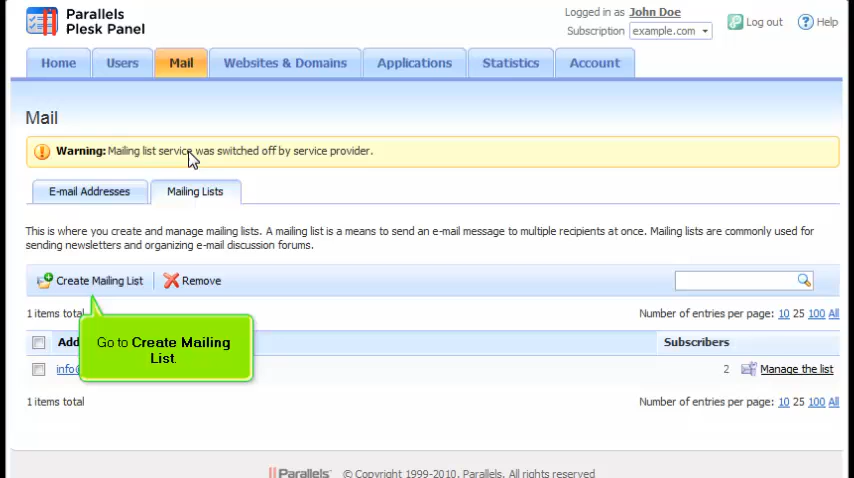 Parallels
Plesk Panel
Logged in as John Doe
Subscription example.com
Log out
Help
Home
Users
Mail
Websites & Domains
Applications
Statistics
Account
Mail
Warning: Mailing list service was switched off by service provider.
E-mail Addresses
Mailing Lists
This is where you create and manage mailing lists. A mailing list is a means to send an e-mail message to multiple recipients at once. Mailing lists are commonly used for
sending newsletters and organizing e-mail discussion forums.
Create Mailing List
Remove
1 items total
Number of entries per page: 10 25 100 All
Go to Create Mailing
List.
Subscribers
2 Manage the list
1 items total
Number of entries per page: 10 25 100 All
Parallels © Copyright 1999-2010, Parallels. All rights reserved